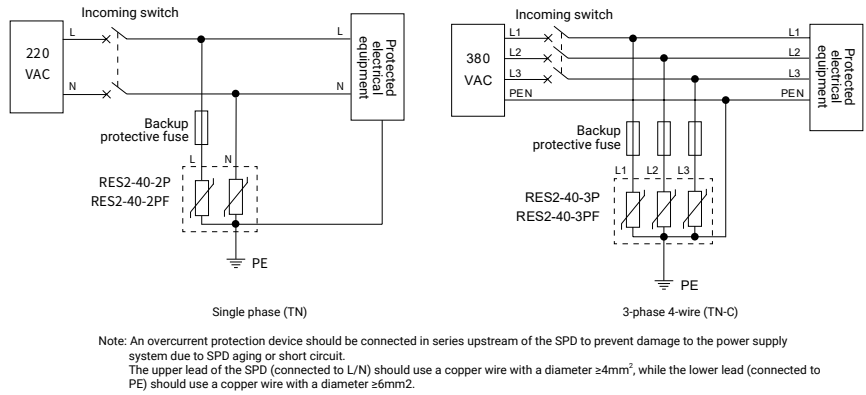 Incoming switch
220
VAC
L
N
L
N
Protected
electrical
equipment
Backup
protective fuse
L
N
RES2-40-2P
RES2-40-2PF
PE
Single phase (TN)
Incoming switch
380
VAC
L1
L2
L3
PEN
L1
L2
L3
PEN
Protected
electrical
equipment
Backup
protective fuse
L1
L2
L3
RES2-40-3P
RES2-40-3PF
PE
3-phase 4-wire (TN-C)
Note: An overcurrent protection device should be connected in series upstream of the SPD to prevent damage to the power supply
system due to SPD aging or short circuit.
The upper lead of the SPD (connected to L/N) should use a copper wire with a diameter ≥4mm², while the lower lead (connected to
PE) should use a copper wire with a diameter ≥6mm2.